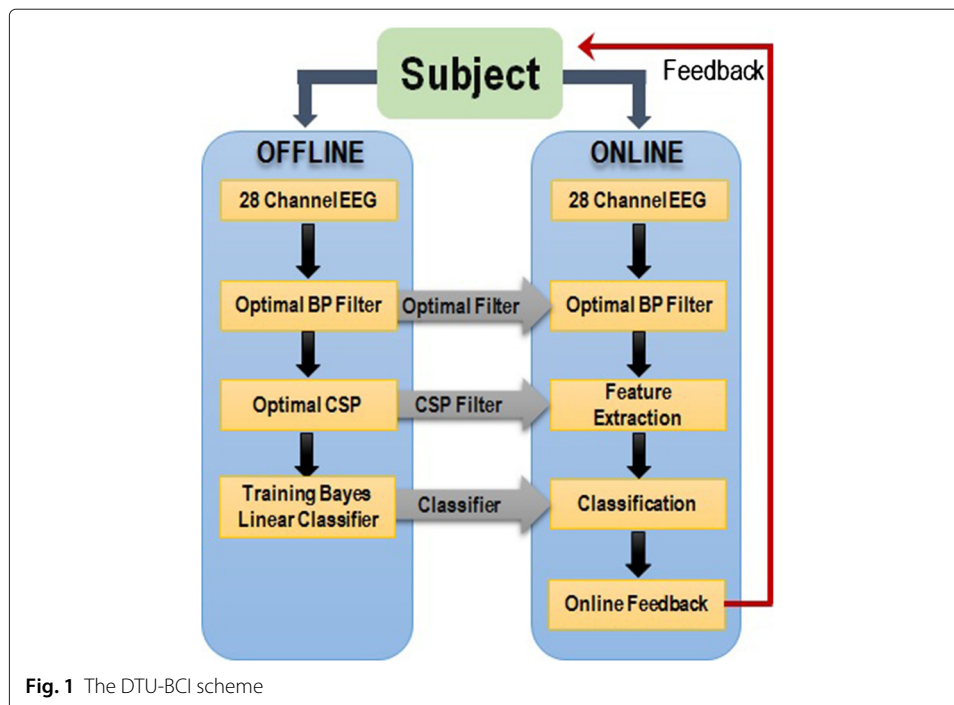 Subject
Feedback
OFFLINE
ONLINE
28 Channel EEG
28 Channel EEG
Optimal BP Filter
Optimal Filter
Optimal BP Filter
Optimal CSP
CSP Filter
Feature
Extraction
Training Bayes
Linear Classifier
Classifier
Classification
Online Feedback
Fig. 1 The DTU-BCI scheme